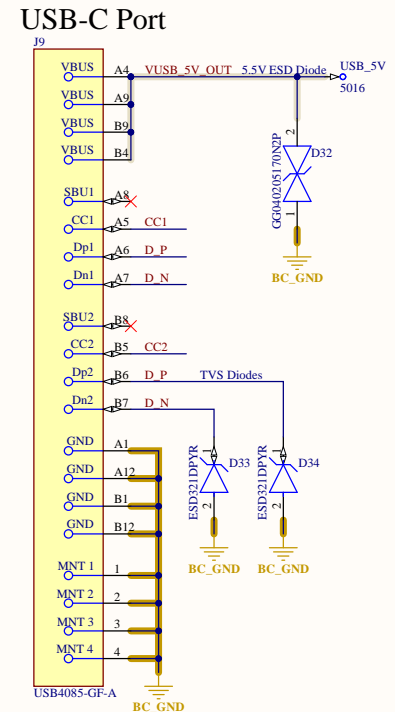 USB-C Port
J9
VBUS A4 VUSB_5V_OUT 5.5V ESD Diode USB_5V
5016
VBUS A9
VBUS B9
VBUS B4
2
D32
GG040205170N2P
1
BC_GND
SBU1 A8
CC1 A5 CC1
Dp1 A6 D_P
Dn1 A7 D_N
SBU2 B8
CC2 B5 CC2
Dp2 B6 D_P TVS Diodes
Dn2 B7 D_N
GND A1
GND A12
GND B1
GND B12
1
D33
ESD321DPYR
2
BC_GND
1
D34
ESD321DPYR
2
BC_GND
MNT 1 1
MNT 2 2
MNT 3 3
MNT 4 4
USB4085-GF-A
BC_GND